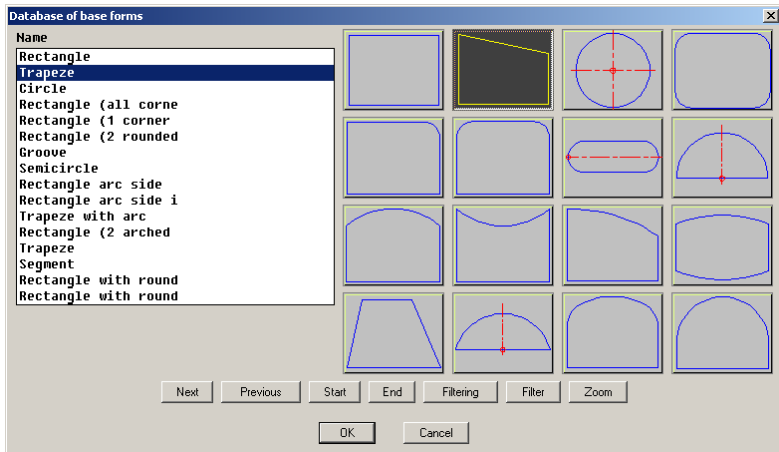 Database of base forms
Name
Rectangle
Trapeze
Circle
Rectangle (all corne
Rectangle (1 corner
Rectangle (2 rounded
Groove
Semicircle
Rectangle arc side
Rectangle arc side i
Trapeze with arc
Rectangle (2 arched
Trapeze
Segment
Rectangle with round
Rectangle with round
Next Previous Start End Filtering Filter Zoom
OK Cancel